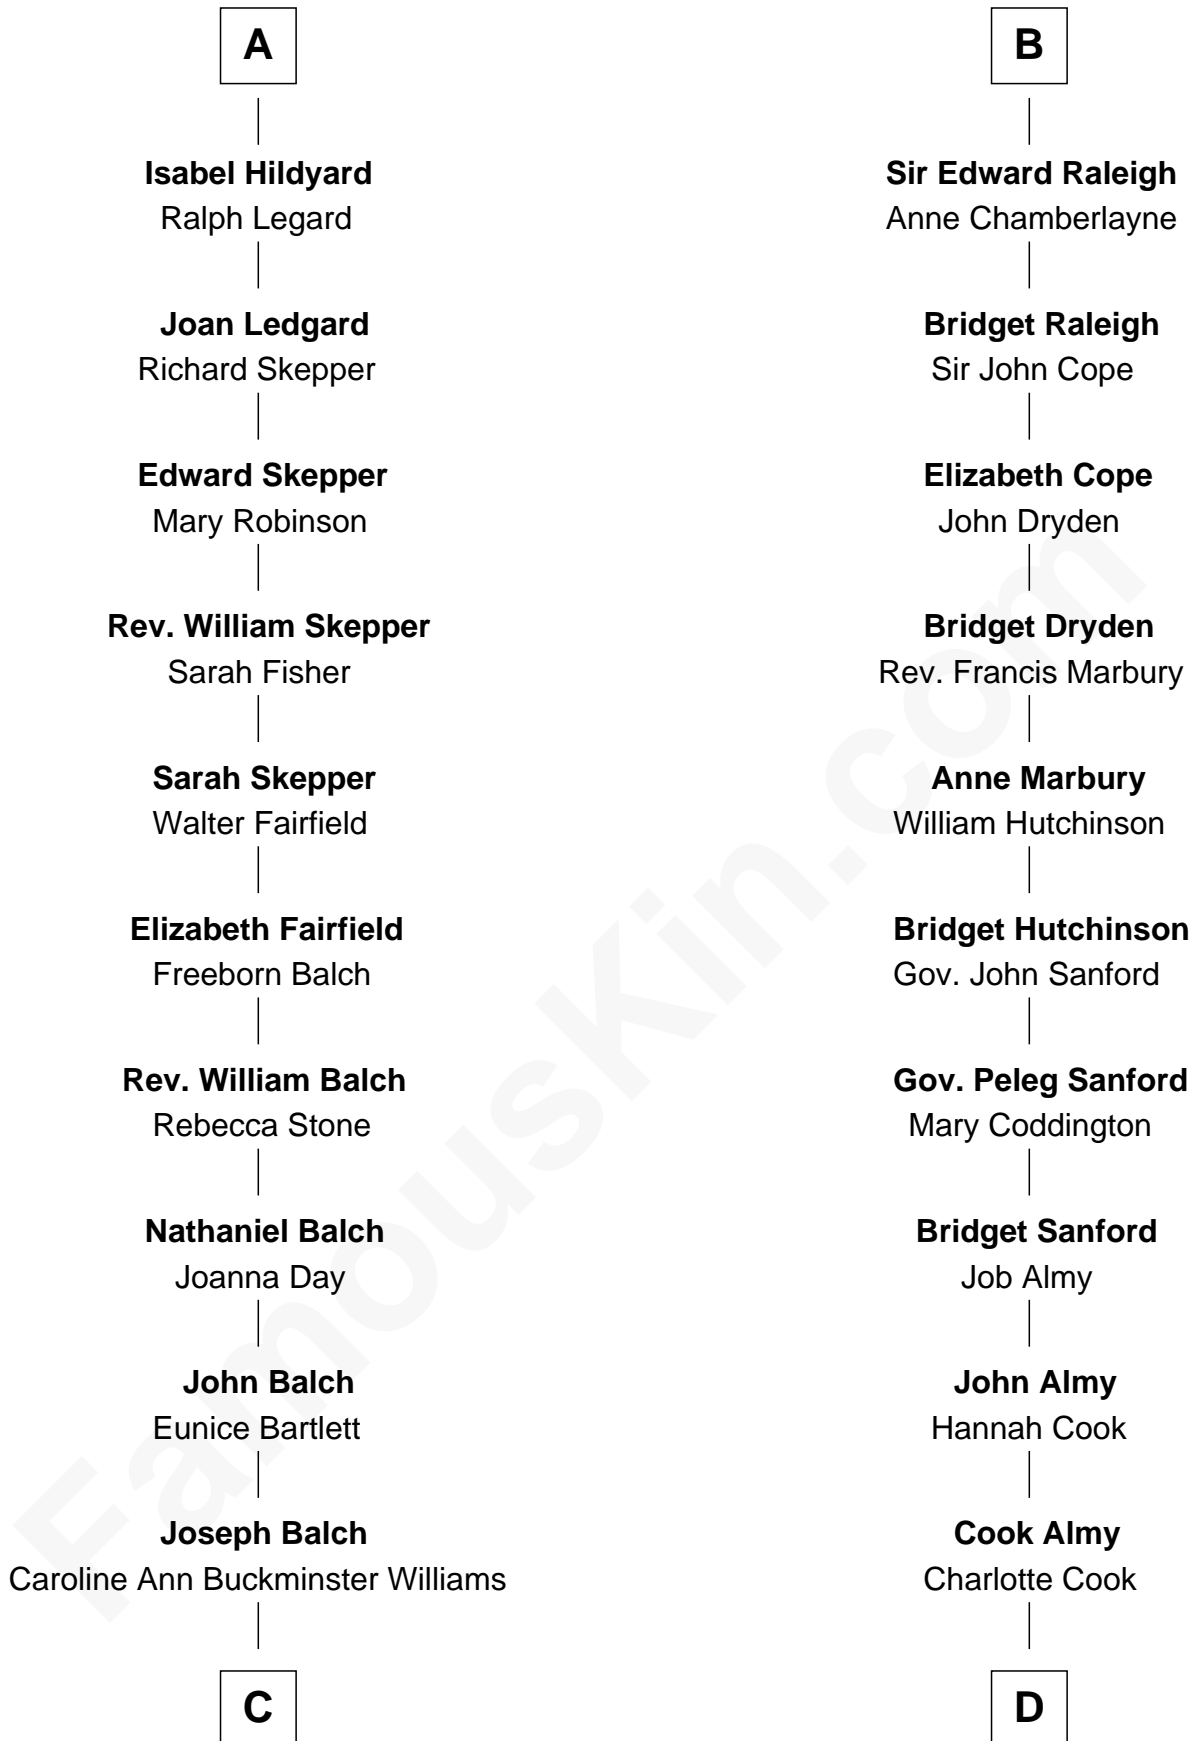 A
Isabel Hildyard
Ralph Legard
Joan Ledgard
Richard Skepper
Edward Skepper
Mary Robinson
Rev. William Skepper
Sarah Fisher
Sarah Skepper
Walter Fairfield
Elizabeth Fairfield
Freeborn Balch
Rev. William Balch
Rebecca Stone
Nathaniel Balch
Joanna Day
John Balch
Eunice Bartlett
Joseph Balch
Caroline Ann Buckminster Williams
C
B
Sir Edward Raleigh
Anne Chamberlayne
Bridget Raleigh
Sir John Cope
Elizabeth Cope
John Dryden
Bridget Dryden
Rev. Francis Marbury
Anne Marbury
William Hutchinson
Bridget Hutchinson
Gov. John Sanford
Gov. Peleg Sanford
Mary Coddington
Bridget Sanford
Job Almy
John Almy
Hannah Cook
Cook Almy
Charlotte Cook
D
FamousKin.com